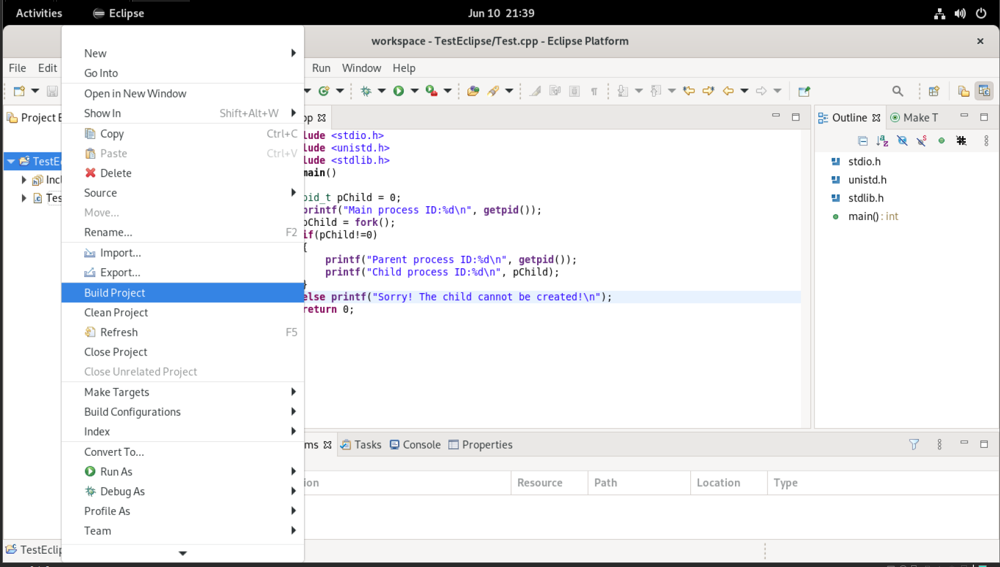 Activities Eclipse Jun 10 21:39
workspace - TestEclipse/Test.cpp - Eclipse Platform
File Edit Run Window Help
New
Go Into
Open in New Window
Show In Shift+Alt+W
Copy Ctrl+C
Paste Ctrl+V
Delete
Source
Move...
Rename... F2
Import...
Export...
Build Project
Clean Project
Refresh F5
Close Project
Close Unrelated Project
Make Targets
Build Configurations
Index
Convert To...
Run As
Debug As
Profile As
Team
Project E
TestEc
Incl
Tes
pp
lude <stdio.h>
lude <unistd.h>
lude <stdlib.h>
main()
pid_t pChild = 0;
printf("Main process ID:%d\n", getpid());
pChild = fork();
if(pChild!=0)
{
printf("Parent process ID:%d\n", getpid());
printf("Child process ID:%d\n", pChild);
}
else printf("Sorry! The child cannot be created!\n");
return 0;
Outline Make T
stdio.h
unistd.h
stdlib.h
main() : int
ms Tasks Console Properties
ion Resource Path Location Type
TestEclip